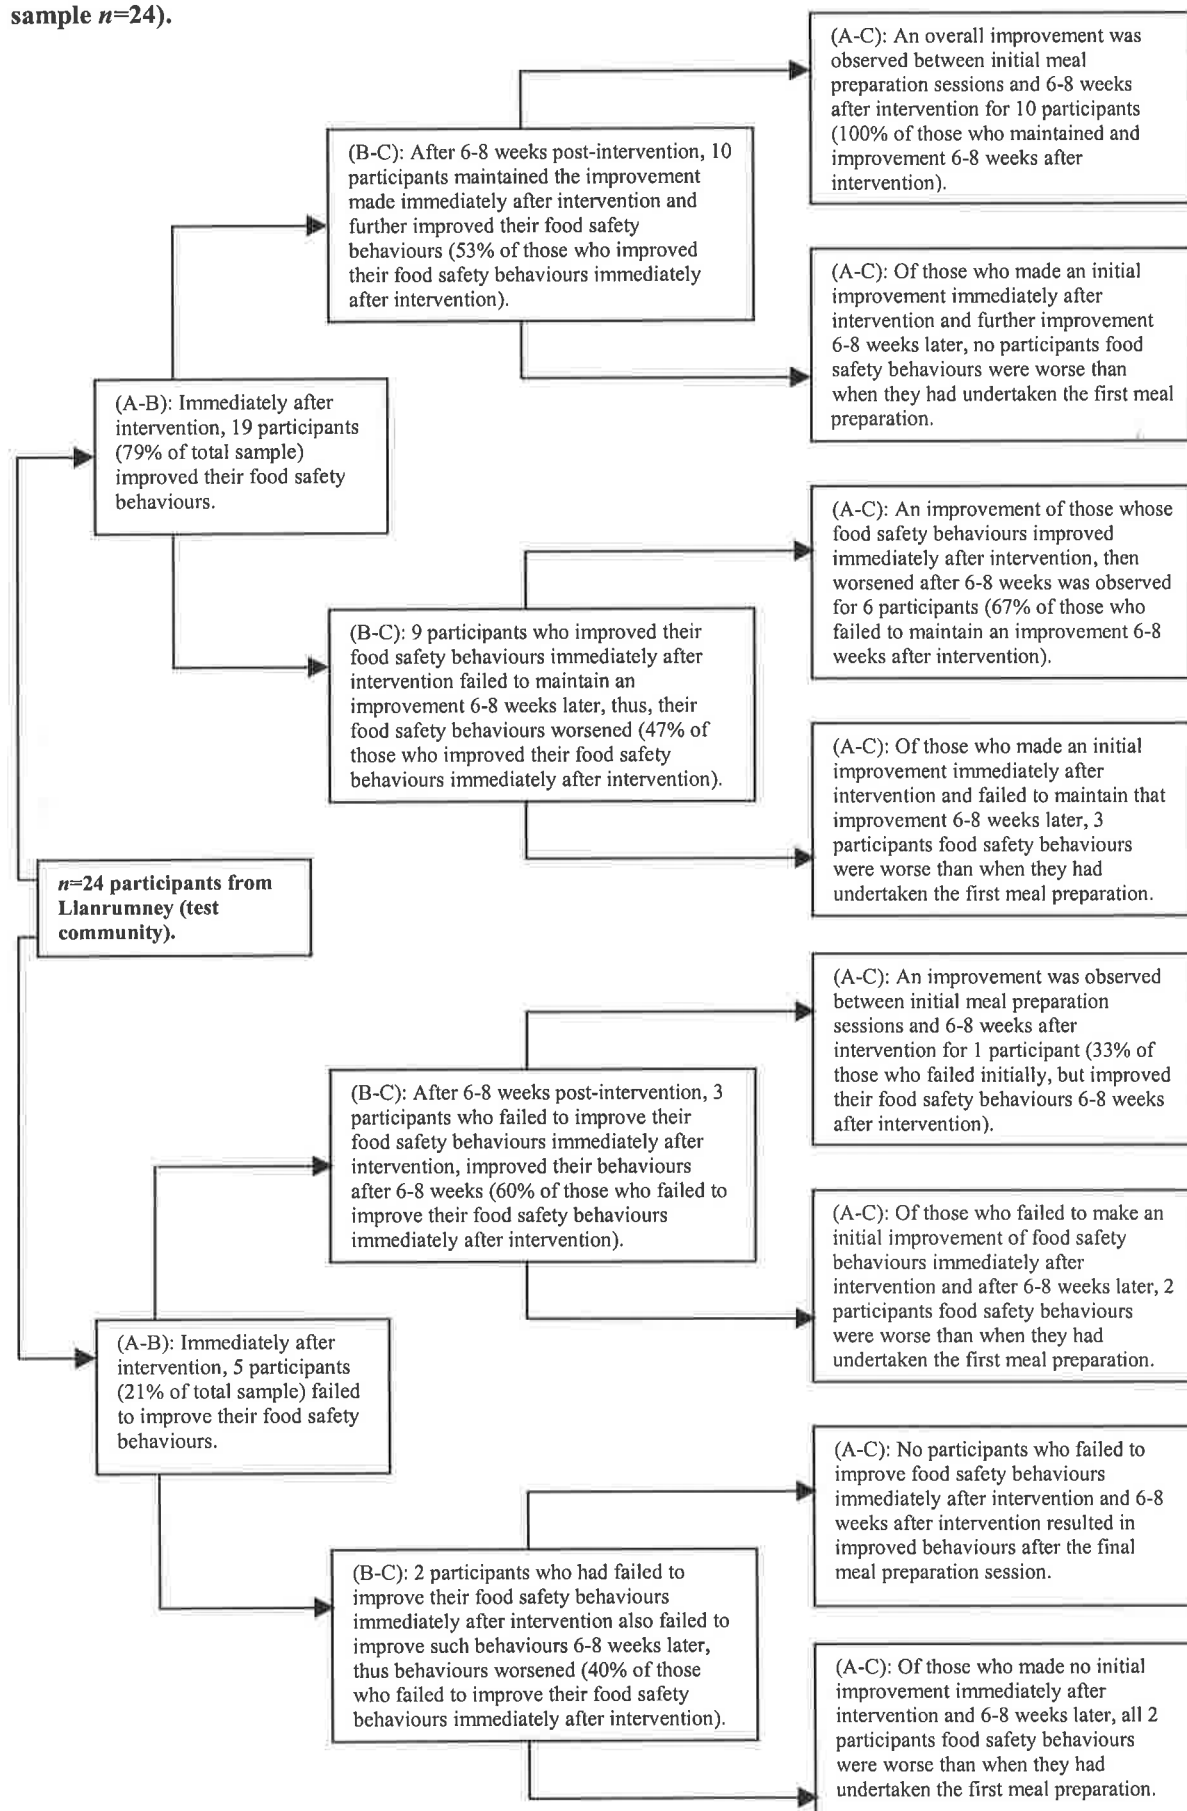 sample n=24).
(A-C): An overall improvement was
observed between initial meal
preparation sessions and 6-8 weeks
after intervention for 10 participants
(100% of those who maintained and
improvement 6-8 weeks after
intervention).
(B-C): After 6-8 weeks post-intervention, 10
participants maintained the improvement
made immediately after intervention and
further improved their food safety
behaviours (53% of those who improved
their food safety behaviours immediately
after intervention).
(A-C): Of those who made an initial
improvement immediately after
intervention and further improvement
6-8 weeks later, no participants food
safety behaviours were worse than
when they had undertaken the first meal
preparation.
(A-B): Immediately after
intervention, 19 participants
(79% of total sample)
improved their food safety
behaviours.
(A-C): An improvement of those whose
food safety behaviours improved
immediately after intervention, then
worsened after 6-8 weeks was observed
for 6 participants (67% of those who
failed to maintain an improvement 6-8
weeks after intervention).
(B-C): 9 participants who improved their
food safety behaviours immediately after
intervention failed to maintain an
improvement 6-8 weeks later, thus, their
food safety behaviours worsened (47% of
those who improved their food safety
behaviours immediately after intervention).
(A-C): Of those who made an initial
improvement immediately after
intervention and failed to maintain that
improvement 6-8 weeks later, 3
participants food safety behaviours
were worse than when they had
undertaken the first meal preparation.
n=24 participants from
Llanrumney (test
community).
(A-C): An improvement was observed
between initial meal preparation
sessions and 6-8 weeks after
intervention for 1 participant (33% of
those who failed initially, but improved
their food safety behaviours 6-8 weeks
after intervention).
(B-C): After 6-8 weeks post-intervention, 3
participants who failed to improve their
food safety behaviours immediately after
intervention, improved their behaviours
after 6-8 weeks (60% of those who failed to
improve their food safety behaviours
immediately after intervention).
(A-C): Of those who failed to make an
initial improvement of food safety
behaviours immediately after
intervention and after 6-8 weeks later, 2
participants food safety behaviours
were worse than when they had
undertaken the first meal preparation.
(A-B): Immediately after
intervention, 5 participants
(21% of total sample) failed
to improve their food safety
behaviours.
(A-C): No participants who failed to
improve food safety behaviours
immediately after intervention and 6-8
weeks after intervention resulted in
improved behaviours after the final
meal preparation session.
(B-C): 2 participants who had failed to
improve their food safety behaviours
immediately after intervention also failed to
improve such behaviours 6-8 weeks later,
thus behaviours worsened (40% of those
who failed to improve their food safety
behaviours immediately after intervention).
(A-C): Of those who made no initial
improvement immediately after
intervention and 6-8 weeks later, all 2
participants food safety behaviours
were worse than when they had
undertaken the first meal preparation.